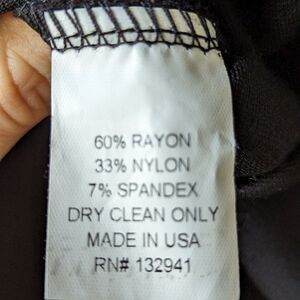 60% RAYON
33% NYLON
7% SPANDEX
DRY CLEAN ONLY
MADE IN USA
RN# 132941